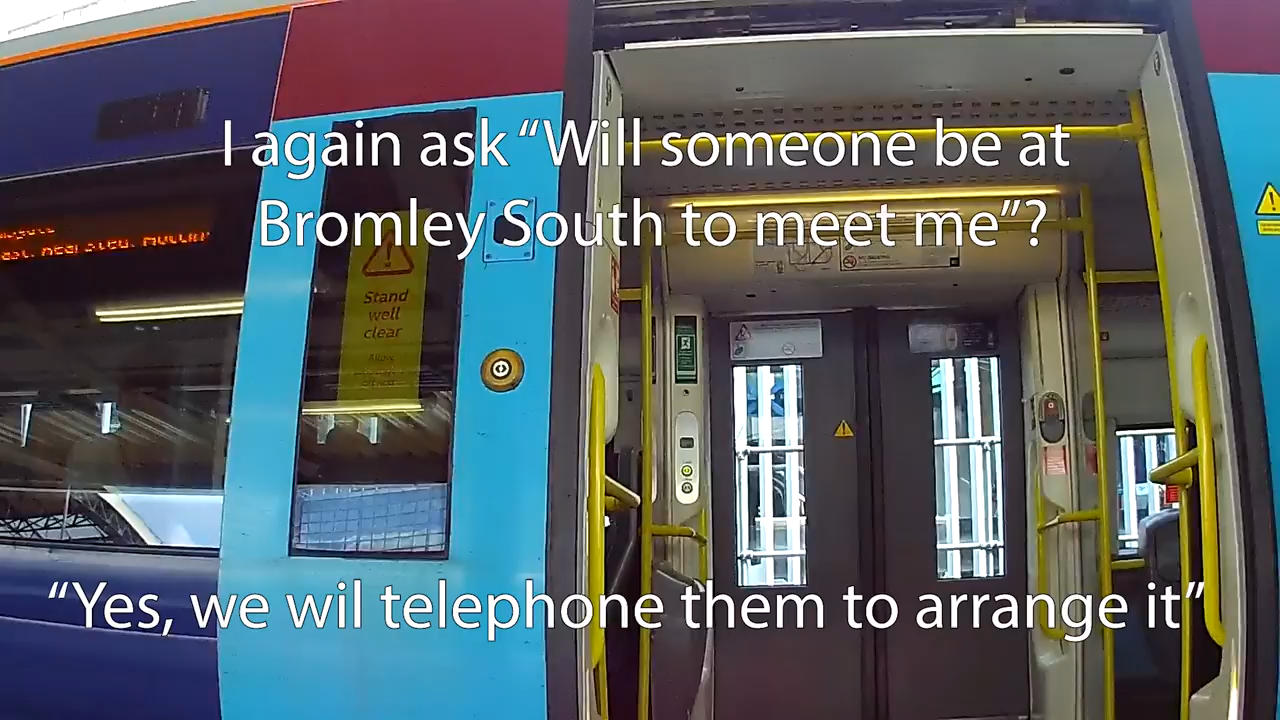 I again ask “Will someone be at
Bromley South to meet me”?
Stand
well
clear
“Yes, we wil telephone them to arrange it”